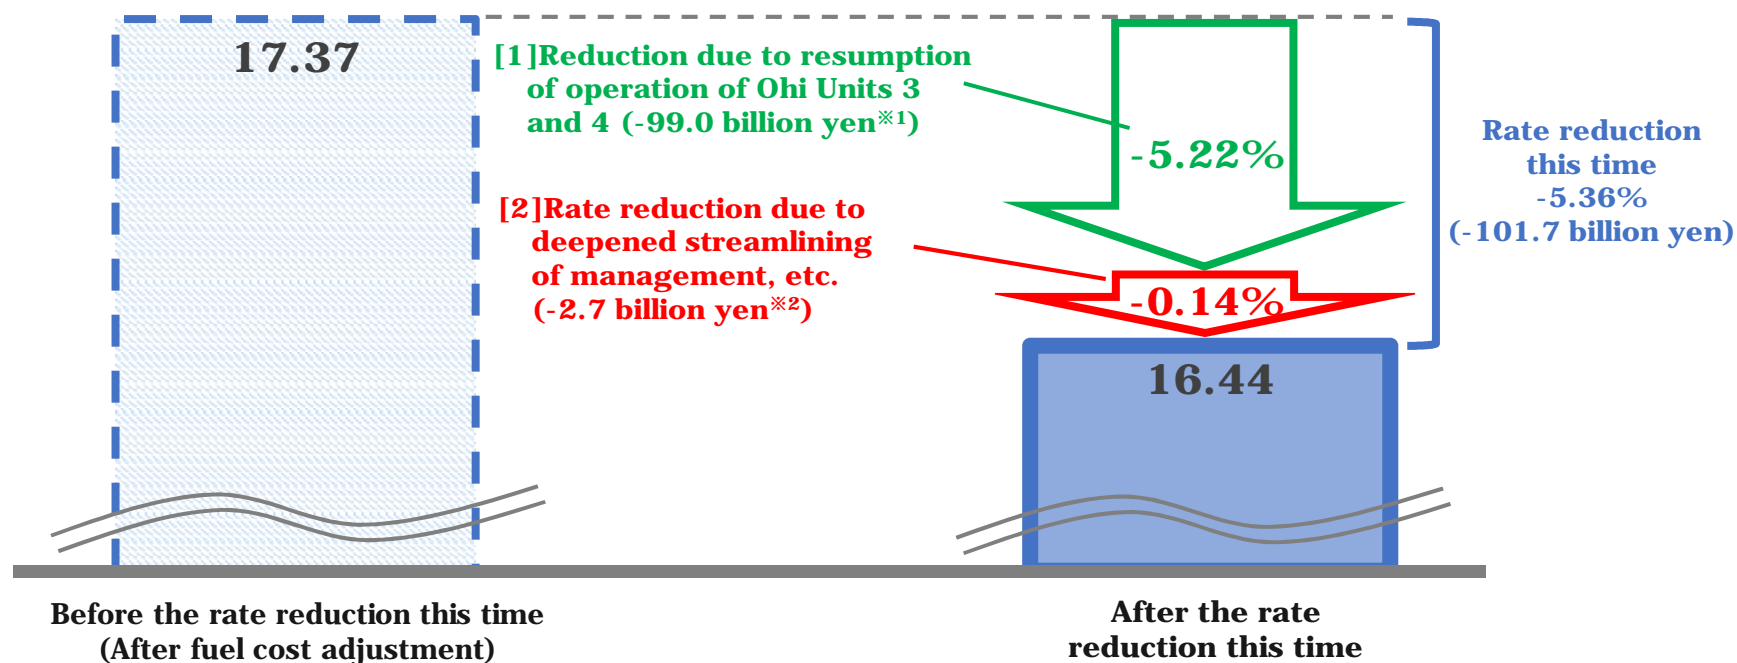 17.37
[1]Reduction due to resumption
of operation of Ohi Units 3
and 4 (-99.0 billion yen※1)
-5.22%
[2]Rate reduction due to
deepened streamlining
of management, etc.
(-2.7 billion yen※2)
-0.14%
Rate reduction
this time
-5.36%
(-101.7 billion yen)
16.44
Before the rate reduction this time
(After fuel cost adjustment)
After the rate
reduction this time